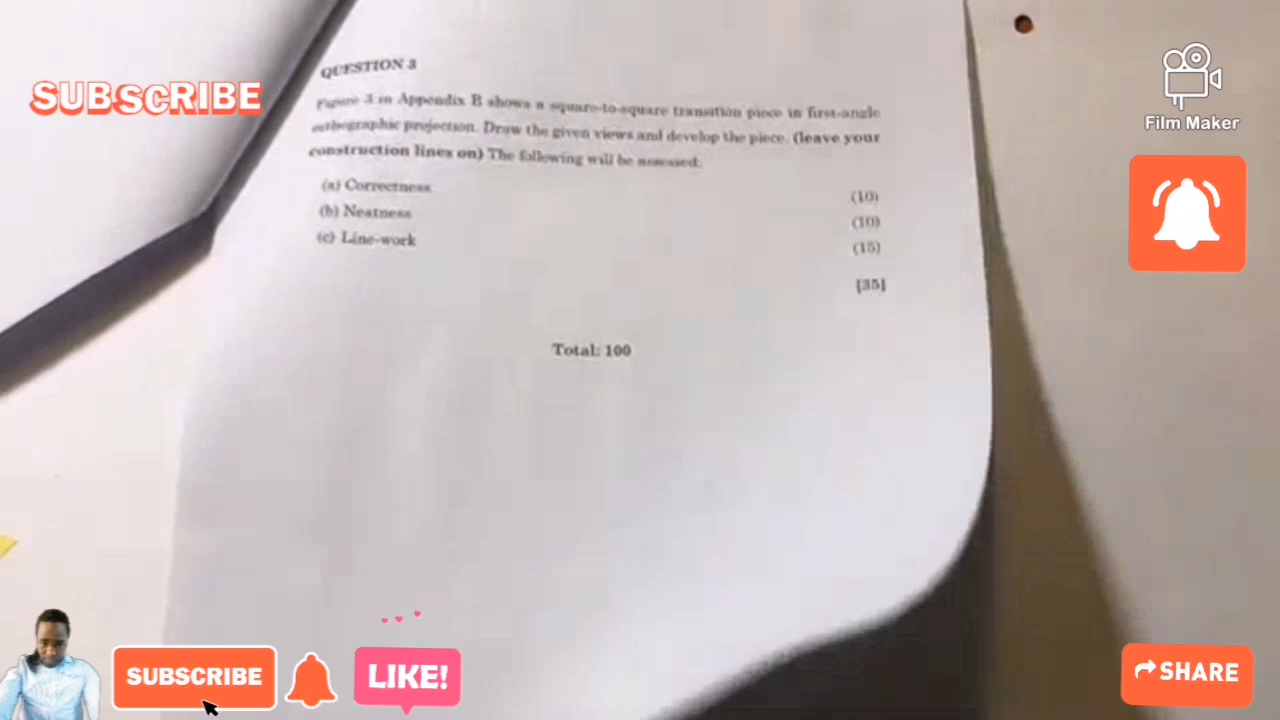 QUESTION 3
Figure 3 in Appendix B shows a square-to-square transition piece in first-angle
orthographic projection. Draw the given views and develop the piece. (leave your
construction lines on) The following will be assessed:
(a) Correctness (10)
(b) Neatness (10)
(c) Line-work (15)
[35]
Total: 100
SUBSCRIBE
Film Maker
SUBSCRIBE
LIKE!
SHARE